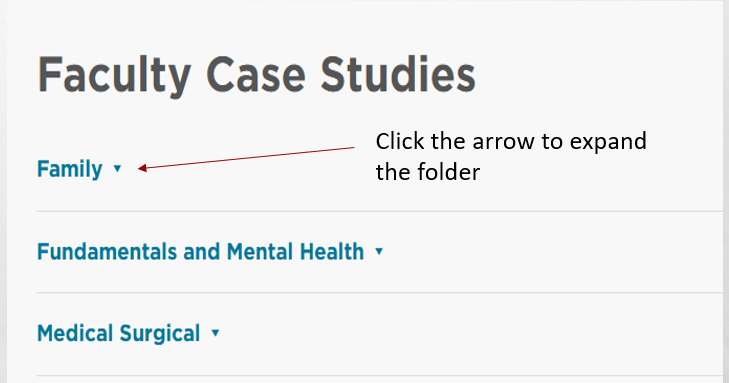 Faculty Case Studies
Click the arrow to expand
the folder
Family
Fundamentals and Mental Health
Medical Surgical